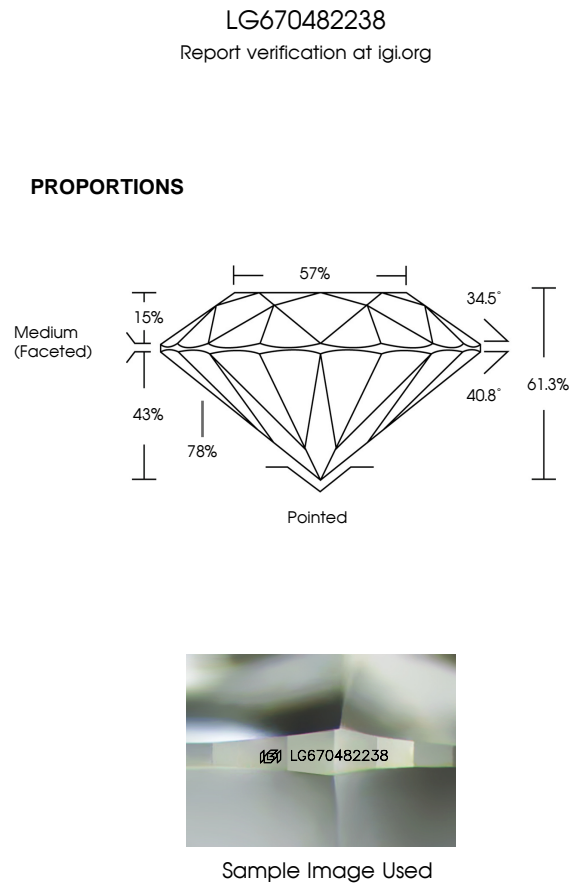 LG670482238
Report verification at igi.org
PROPORTIONS
57%
34.5°
15%
Medium
(Faceted)
61.3%
40.8°
43%
78%
Pointed
IGI LG670482238
Sample Image Used